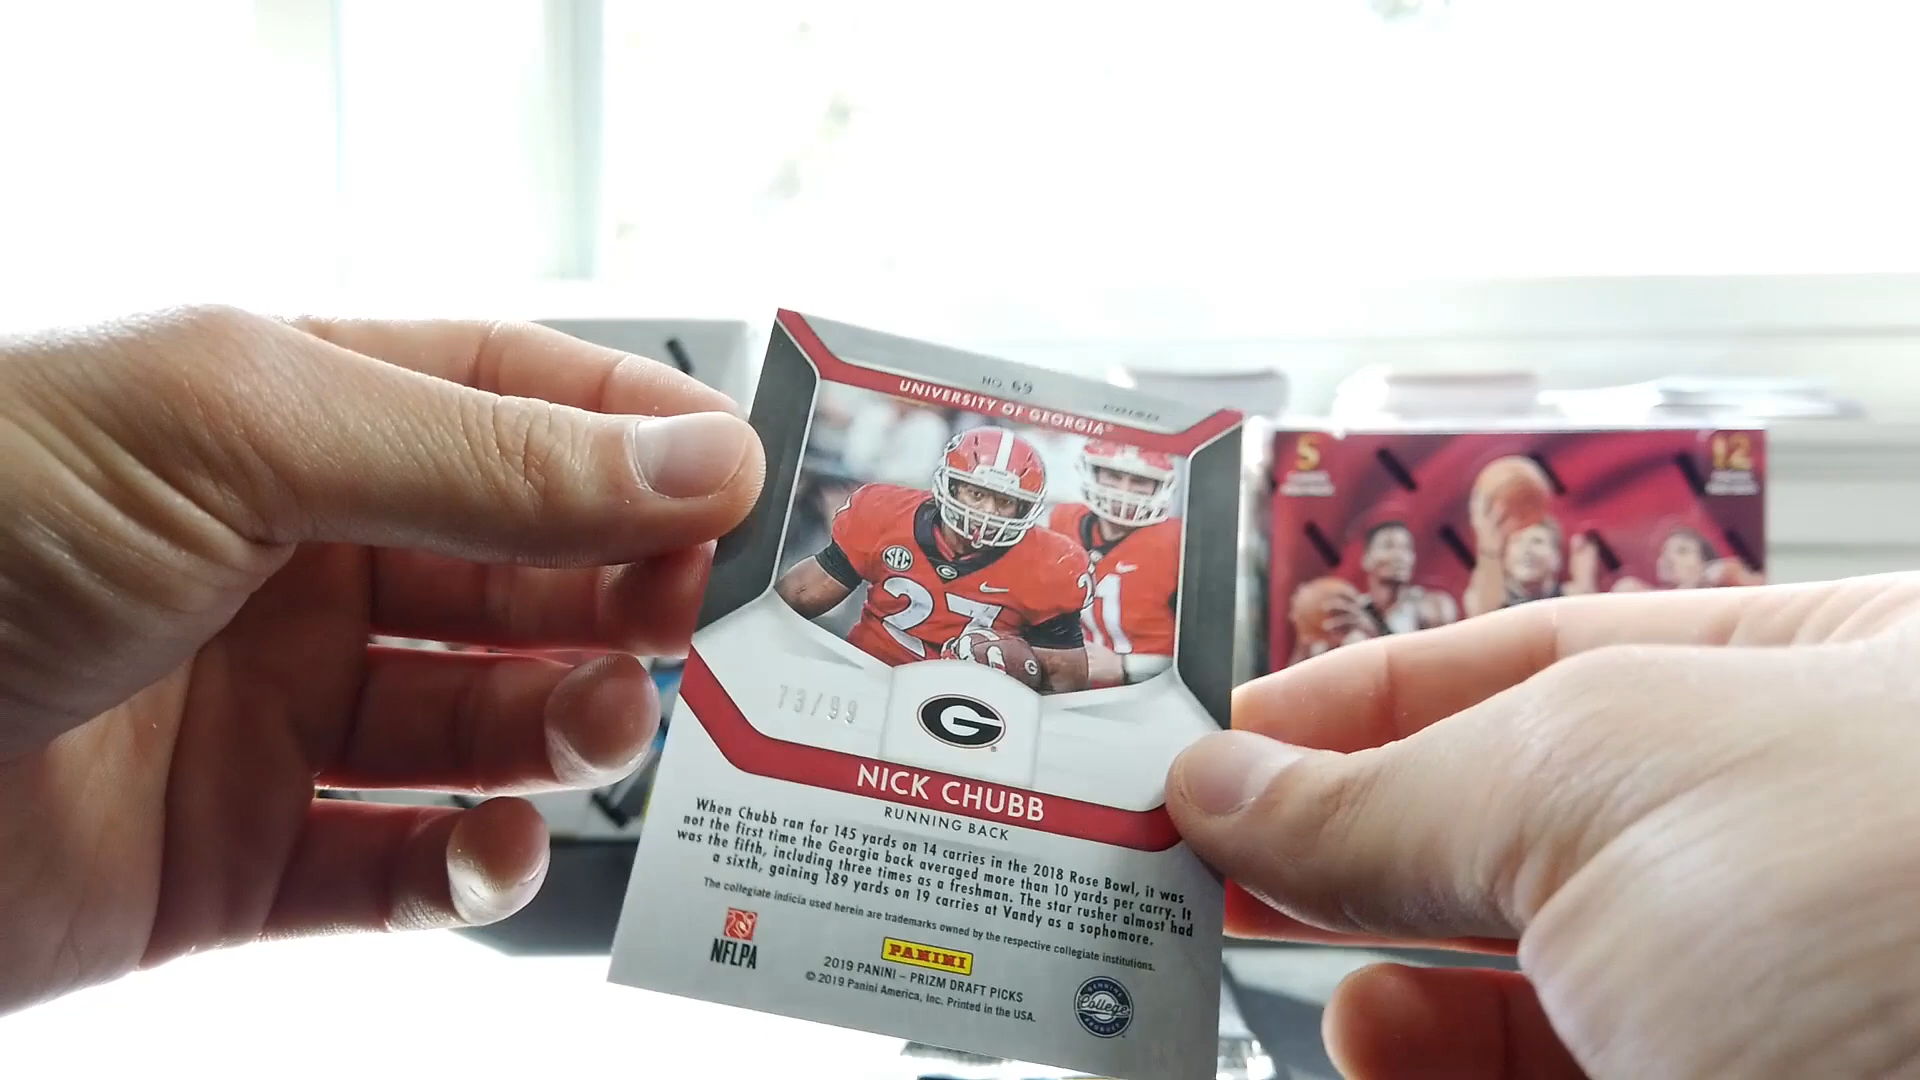 NO. 69
PRIZM
UNIVERSITY OF GEORGIA®
SEC
G
27
21
11
G
73/99
G®
NICK CHUBB
RUNNING BACK
When Chubb ran for 145 yards on 14 carries in the 2018 Rose Bowl, it was
not the first time the Georgia back averaged more than 10 yards per carry. It
was the fifth, including three times as a freshman. The star rusher almost had
a sixth, gaining 189 yards on 19 carries at Vandy as a sophomore.
The collegiate indicia used herein are trademarks owned by the respective collegiate institutions.
NFLPA
PANINI
2019 PANINI – PRIZM DRAFT PICKS
© 2019 Panini America, Inc. Printed in the USA.
GENUINE
College
PRODUCT
5
12